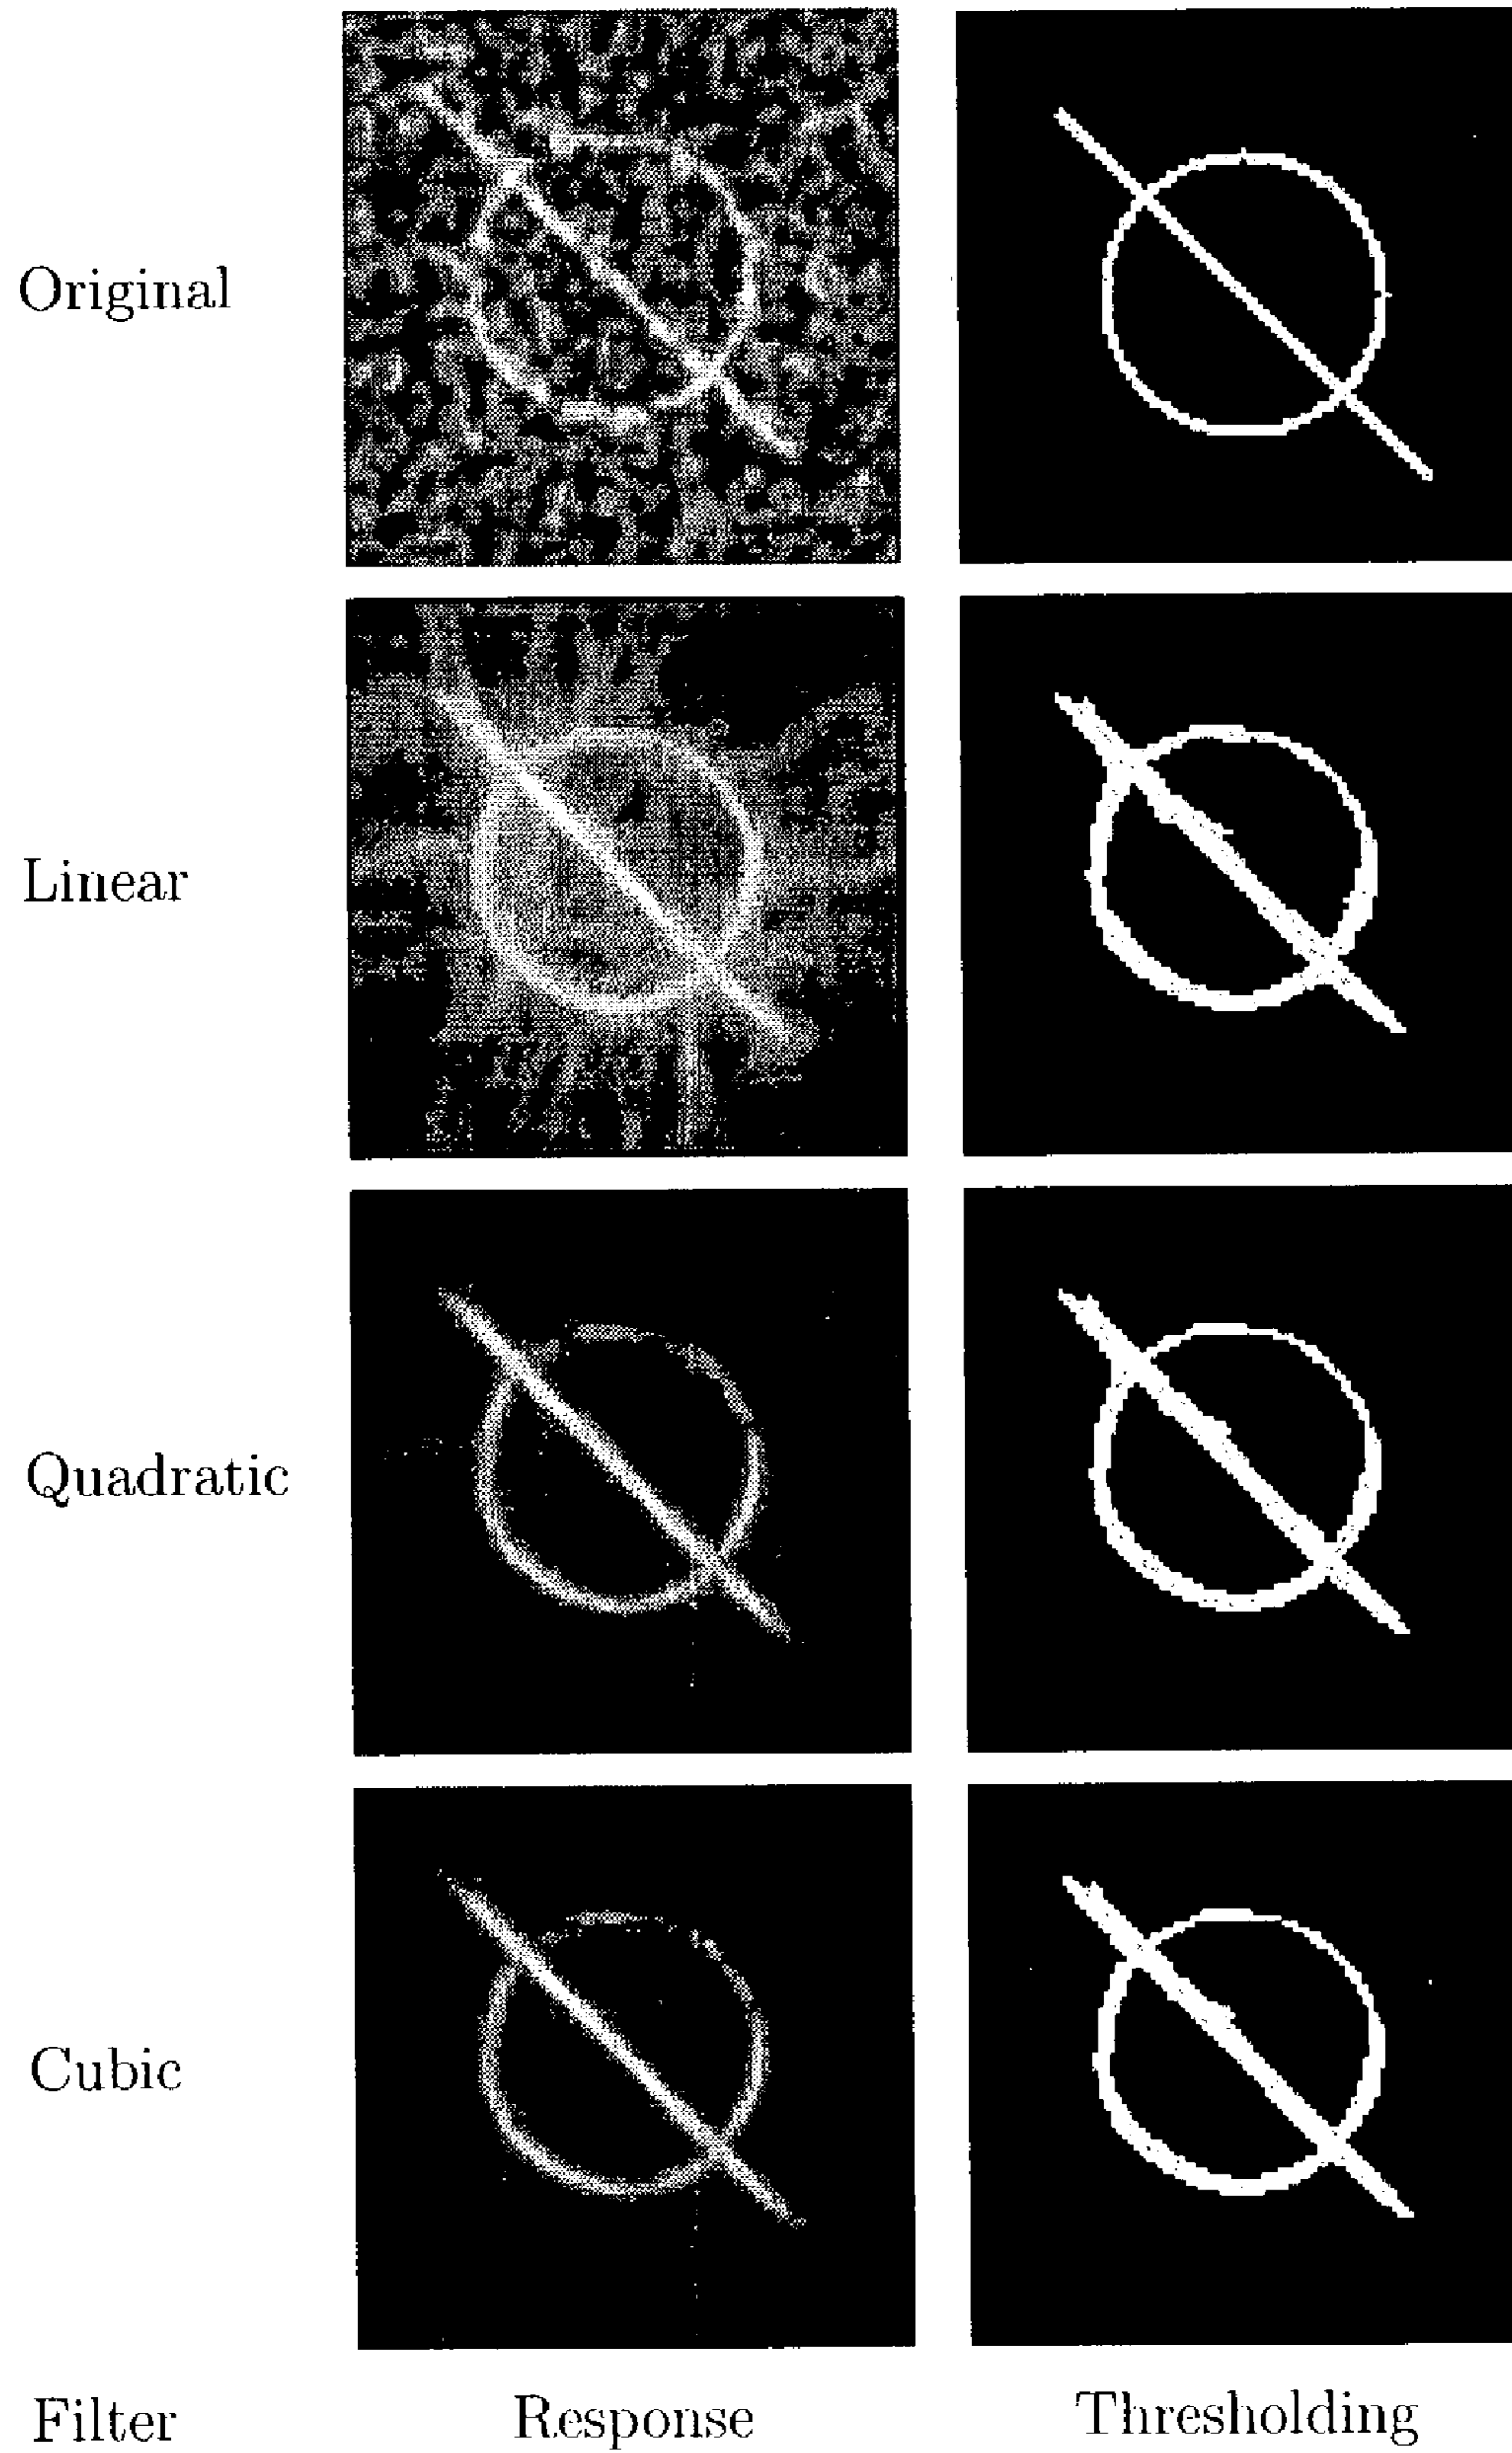 Original
Linear
Quadratic
Cubic
Filter Response Thresholding